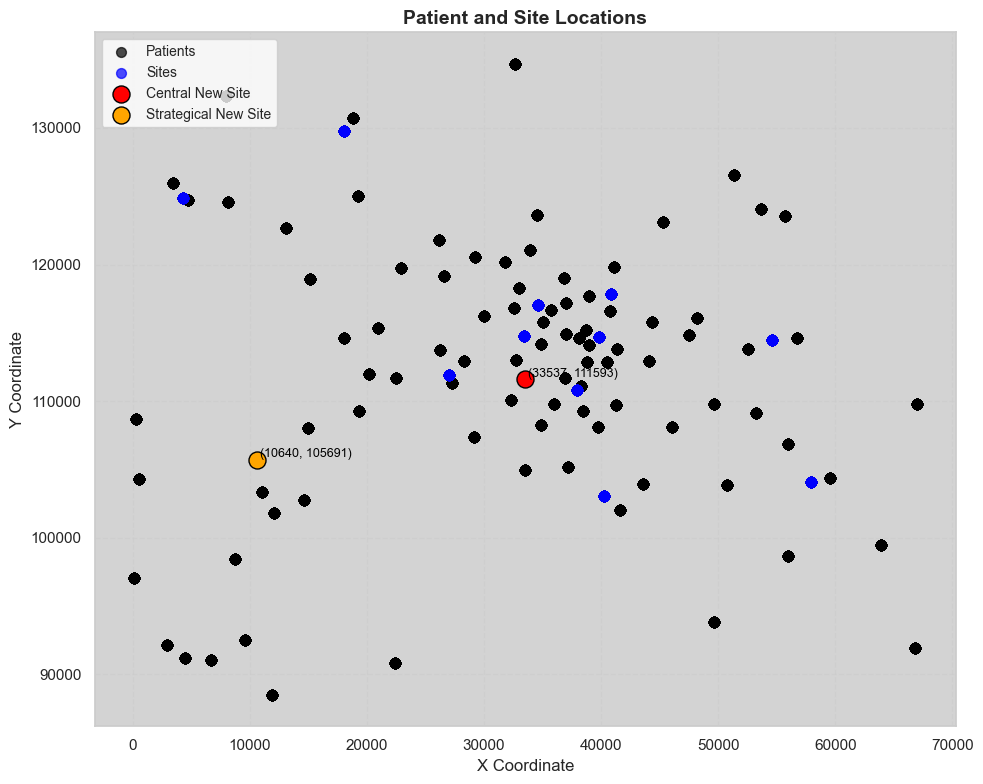 Patient and Site Locations
Patients
Sites
Central New Site
Strategical New Site
130000
120000
110000
100000
90000
Y Coordinate
(33537, 111593)
(10640, 105691)
0
10000
20000
30000
40000
50000
60000
70000
X Coordinate